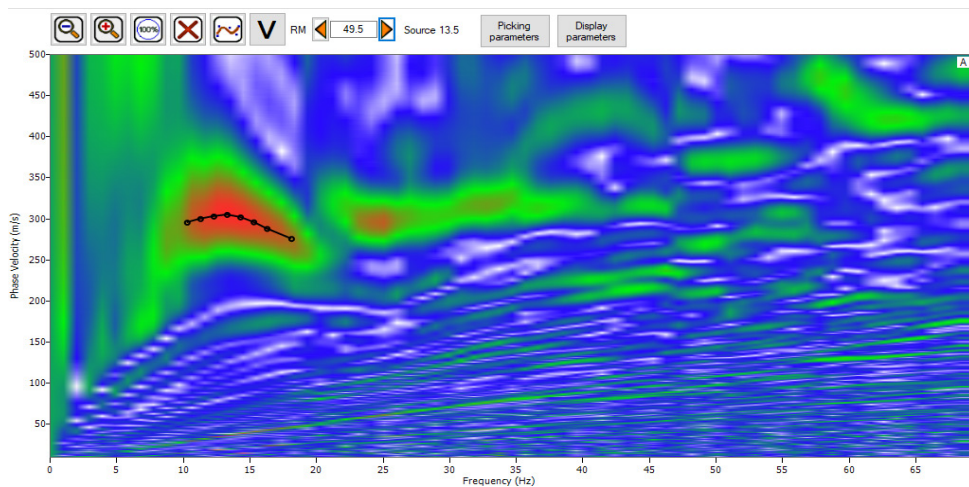 100% V RM 49.5 Source 13.5 Picking parameters Display parameters
A
Phase Velocity (m/s)
500
450
400
350
300
250
200
150
100
50
0 5 10 15 20 25 30 35 40 45 50 55 60 65
Frequency (Hz)